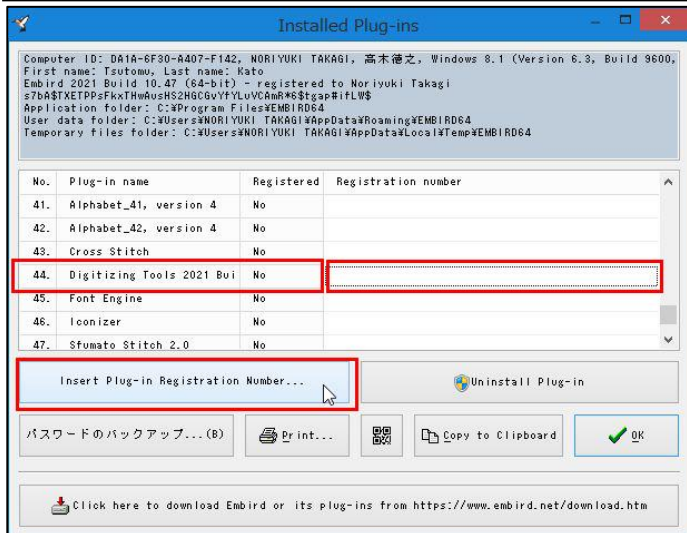 Installed Plug-ins
Computer ID: DA1A-6F30-A407-F142, NORIYUKI TAKAGI, 高木徳之, Windows 8.1 (Version 6.3, Build 9600,
First name: Tsutomu, Last name: Kato
Embird 2021 Build 10.47 (64-bit) - registered to Noriyuki Takagi
s7bA$TXETPPsFkxTHwAusHS2HGCGvYfYLuVCAmR*6$tgap#ifLW$
Application folder: C:¥Program Files¥EMBIRD64
User data folder: C:¥Users¥NORIYUKI TAKAGI¥AppData¥Roaming¥EMBIRD64
Temporary files folder: C:¥Users¥NORIYUKI TAKAGI¥AppData¥Local¥Temp¥EMBIRD64
No. Plug-in name Registered Registration number
41. Alphabet_41, version 4 No
42. Alphabet_42, version 4 No
43. Cross Stitch No
44. Digitizing Tools 2021 Bui No
45. Font Engine No
46. Iconizer No
47. Sfumato Stitch 2.0 No
Insert Plug-in Registration Number... Uninstall Plug-in
パスワードのバックアップ...(B) Print... Copy to Clipboard OK
Click here to download Embird or its plug-ins from https://www.embird.net/download.htm